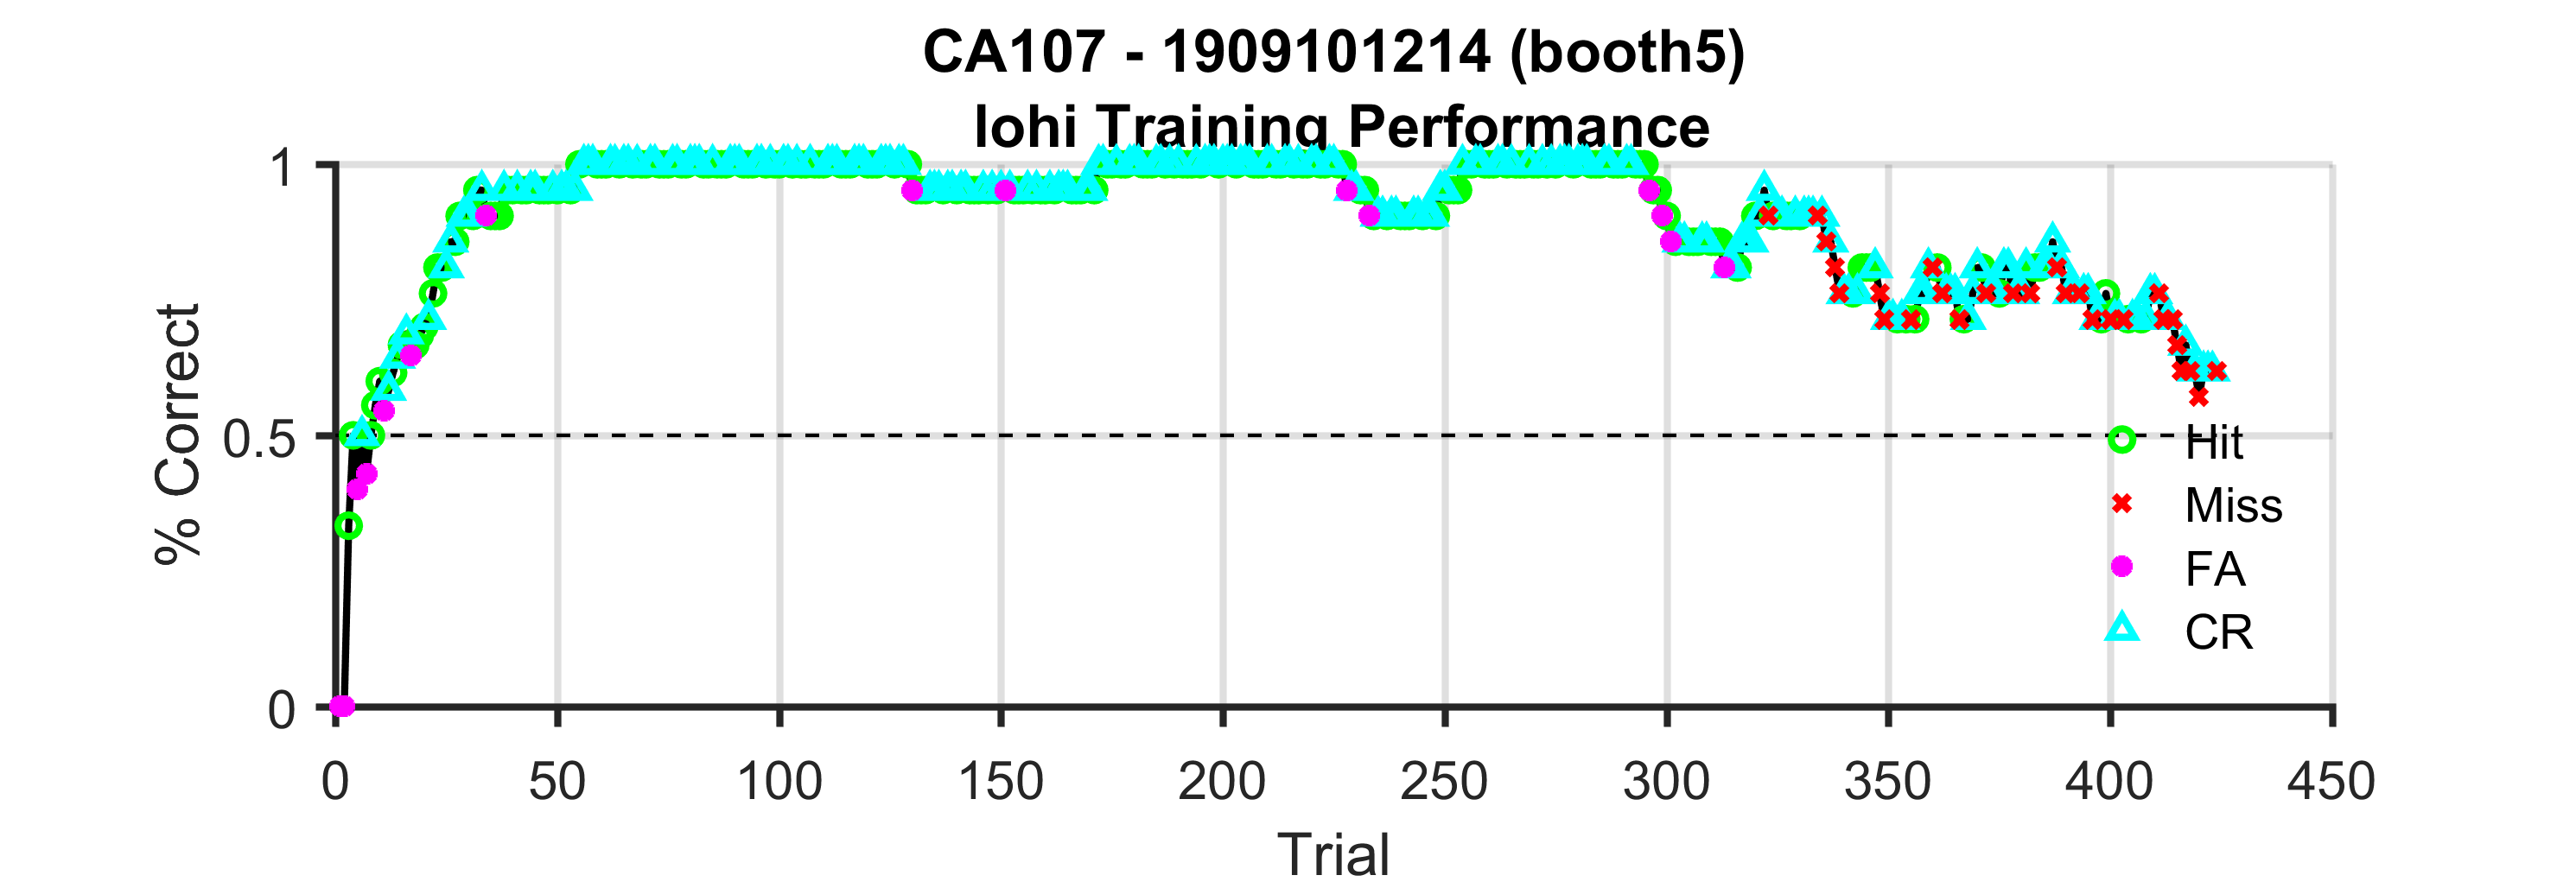 CA107 - 1909101214 (booth5)
lohi Training Performance
1
0.5
0
% Correct
Hit
Miss
FA
CR
0 50 100 150 200 250 300 350 400 450
Trial